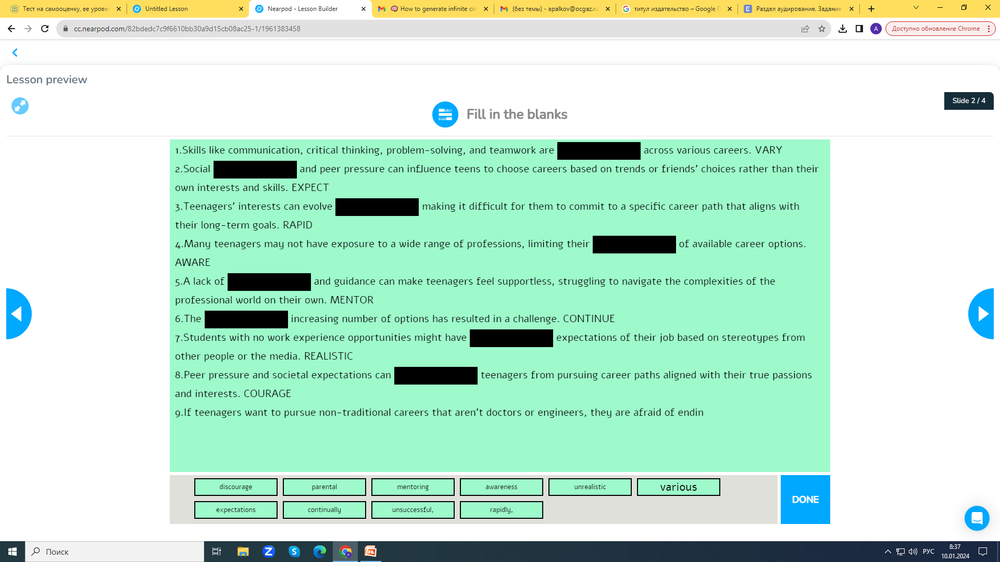 Тест на самооценку, ее урове
Untitled Lesson
Nearpod - Lesson Builder
How to generate infinite co
(без темы) - apalkov@ocgaz.ru
титул издательство – Google П
Раздел аудирование. Задание
cc.nearpod.com/82bdedc7c9f6610bb30a9d15cb08ac25-1/1961383458
A
Доступно обновление Chrome
Lesson preview
Slide 2 / 4
Fill in the blanks
1.Skills like communication, critical thinking, problem-solving, and teamwork are across various careers. VARY
2.Social and peer pressure can influence teens to choose careers based on trends or friends' choices rather than their
own interests and skills. EXPECT
3.Teenagers' interests can evolve making it difficult for them to commit to a specific career path that aligns with
their long-term goals. RAPID
4.Many teenagers may not have exposure to a wide range of professions, limiting their of available career options.
AWARE
5.A lack of and guidance can make teenagers feel supportless, struggling to navigate the complexities of the
professional world on their own. MENTOR
6.The increasing number of options has resulted in a challenge. CONTINUE
7.Students with no work experience opportunities might have expectations of their job based on stereotypes from
other people or the media. REALISTIC
8.Peer pressure and societal expectations can teenagers from pursuing career paths aligned with their true passions
and interests. COURAGE
9.If teenagers want to pursue non-traditional careers that aren't doctors or engineers, they are afraid of endin
discourage parental mentoring awareness unrealistic various
expectations continually unsuccessful, rapidly,
DONE
Поиск
РУС
8:37
10.01.2024